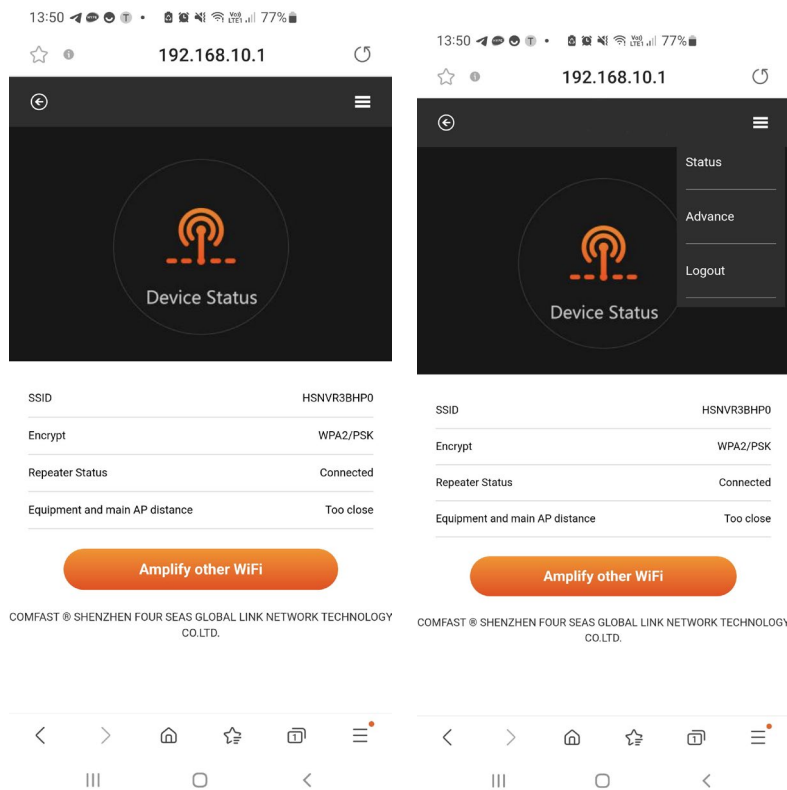 13:50
77%
192.168.10.1
Device Status
SSID HSNVR3BHP0
Encrypt WPA2/PSK
Repeater Status Connected
Equipment and main AP distance Too close
Amplify other WiFi
COMFAST ® SHENZHEN FOUR SEAS GLOBAL LINK NETWORK TECHNOLOGY
CO.LTD.
1
13:50
77%
192.168.10.1
Status
Advance
Logout
Device Status
SSID HSNVR3BHP0
Encrypt WPA2/PSK
Repeater Status Connected
Equipment and main AP distance Too close
Amplify other WiFi
COMFAST ® SHENZHEN FOUR SEAS GLOBAL LINK NETWORK TECHNOLOGY
CO.LTD.
1